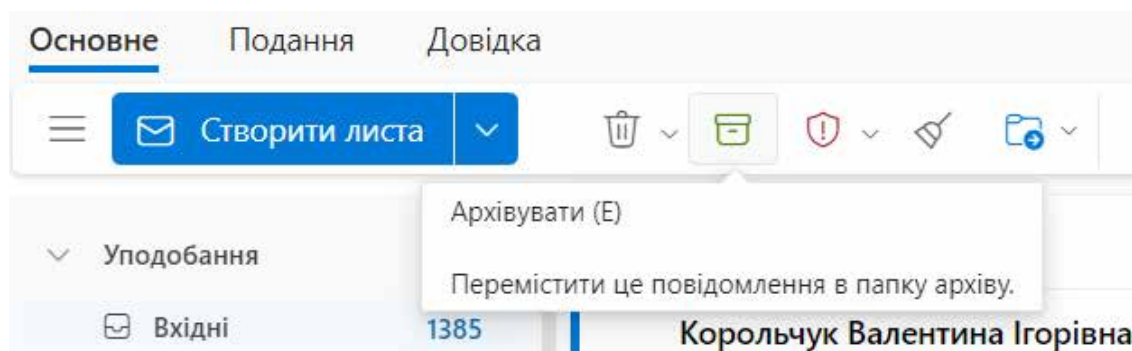 Основне Подання Довідка
Створити листа
Архівувати (E)
Перемістити це повідомлення в папку архіву.
Уподобання
Вхідні 1385
Корольчук Валентина Ігорівна